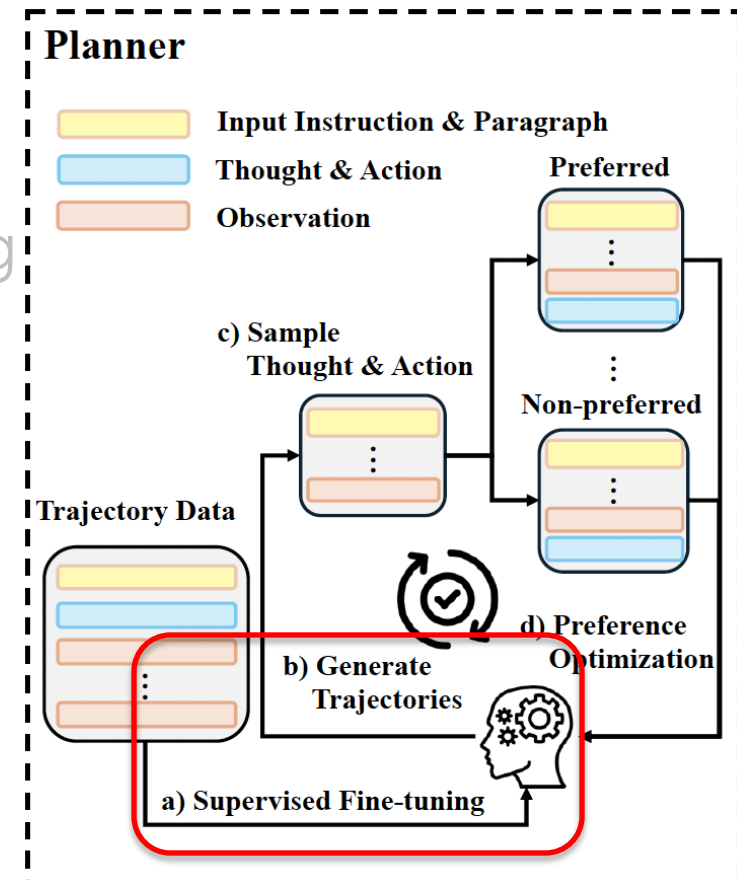 Planner
Input Instruction & Paragraph
Thought & Action
Observation
g
Preferred
c) Sample
Thought & Action
Non-preferred
Trajectory Data
d) Preference
Optimization
b) Generate
Trajectories
a) Supervised Fine-tuning